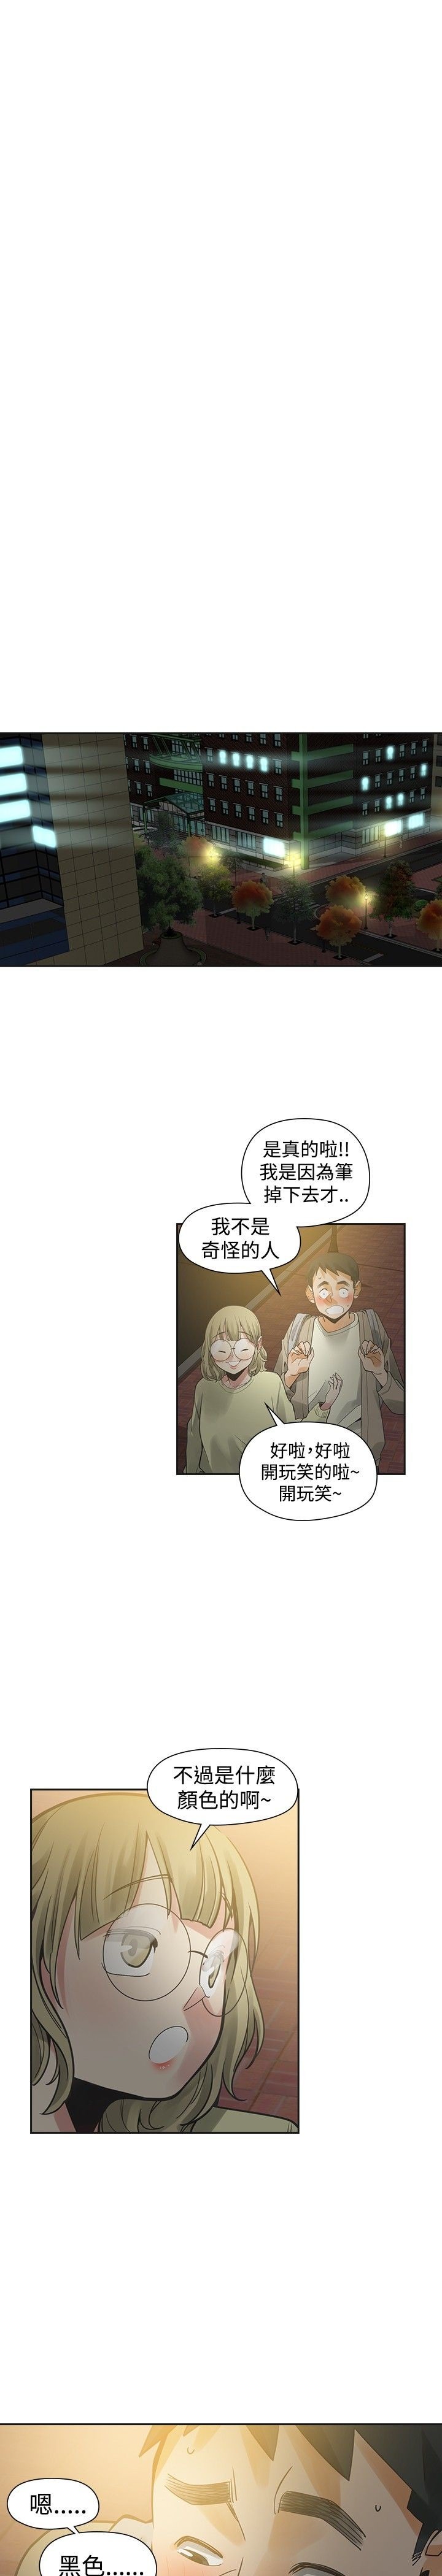 是真的啦!!
我是因為筆
掉下去才..
我不是
奇怪的人
好啦,好啦
開玩笑的啦~
開玩笑~
不過是什麼
顏色的啊~
嗯.....
黑色......